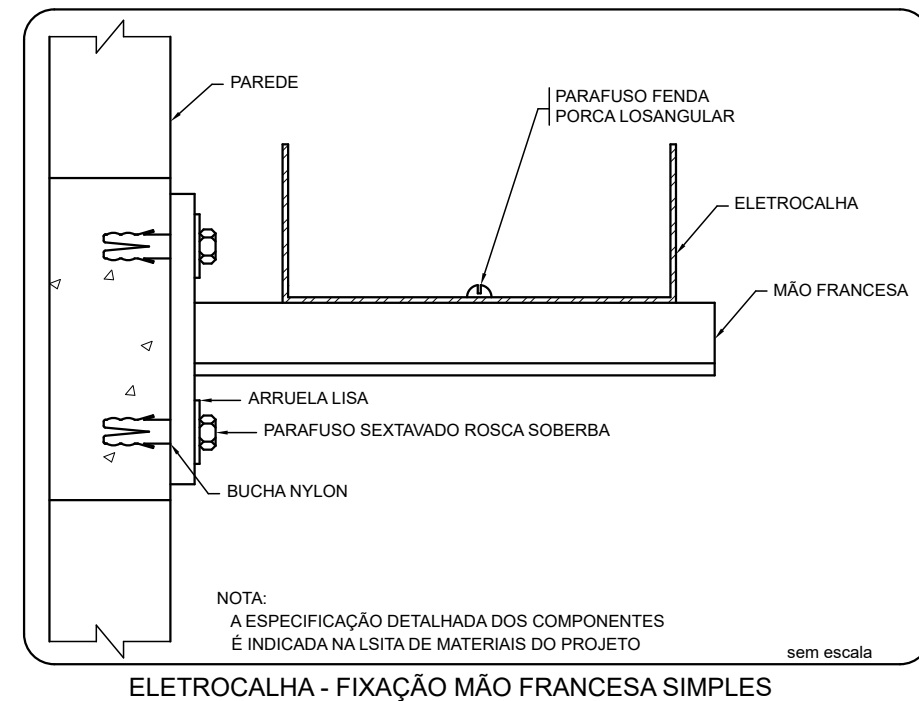 PAREDE
PARAFUSO FENDA
PORCA LOSANGULAR
ELETROCALHA
MÃO FRANCESA
ARRUELA LISA
PARAFUSO SEXTAVADO ROSCA SOBERBA
BUCHA NYLON
NOTA:
A ESPECIFICAÇÃO DETALHADA DOS COMPONENTES
É INDICADA NA LSITA DE MATERIAIS DO PROJETO
sem escala
ELETROCALHA - FIXAÇÃO MÃO FRANCESA SIMPLES